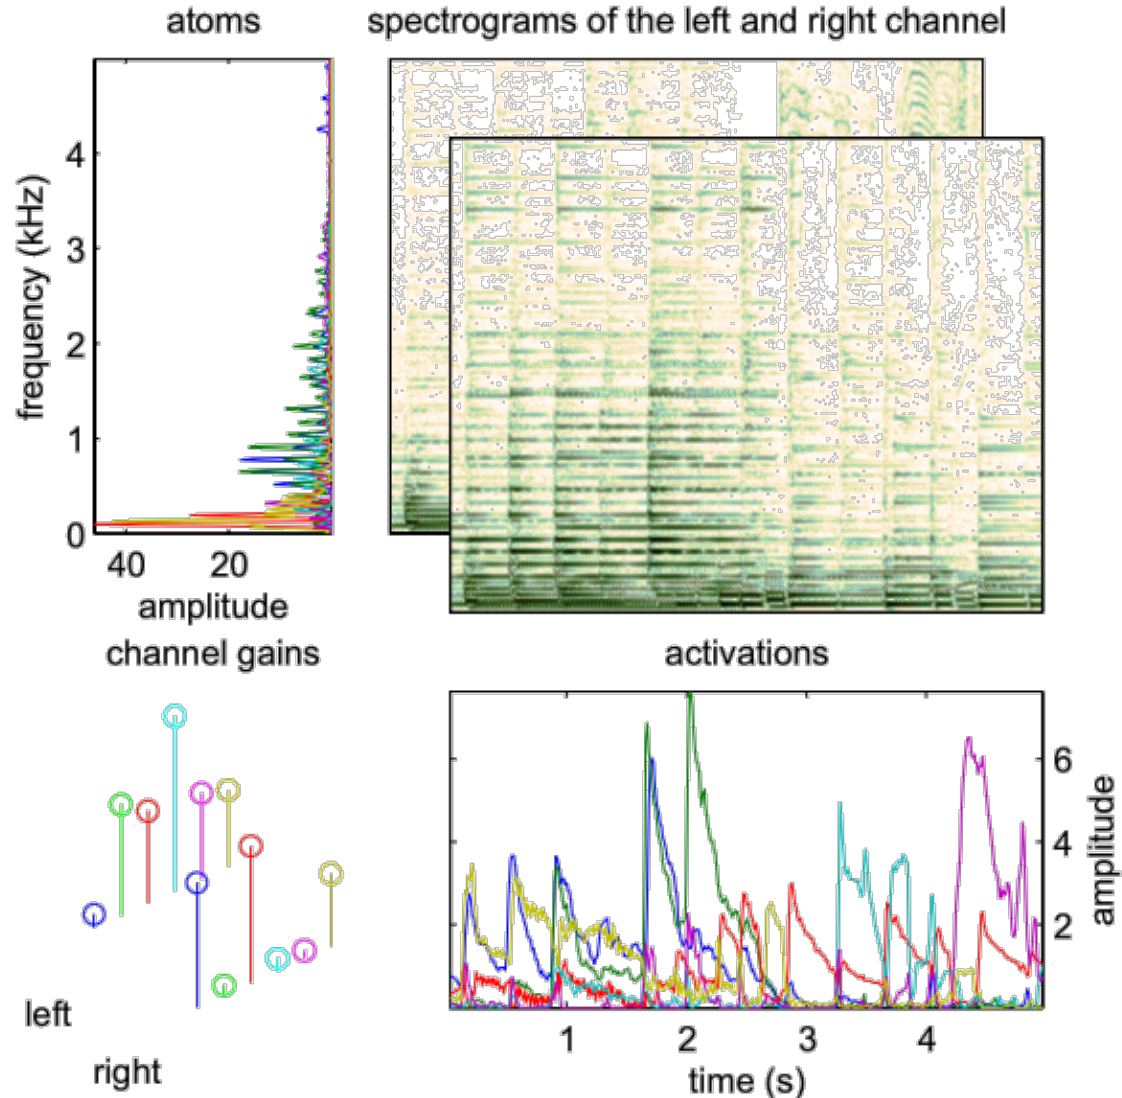 atoms
spectrograms of the left and right channel
frequency (kHz)
4
3
2
1
0
40 20
amplitude
channel gains
left
right
activations
6
4
2
amplitude
1 2 3 4
time (s)